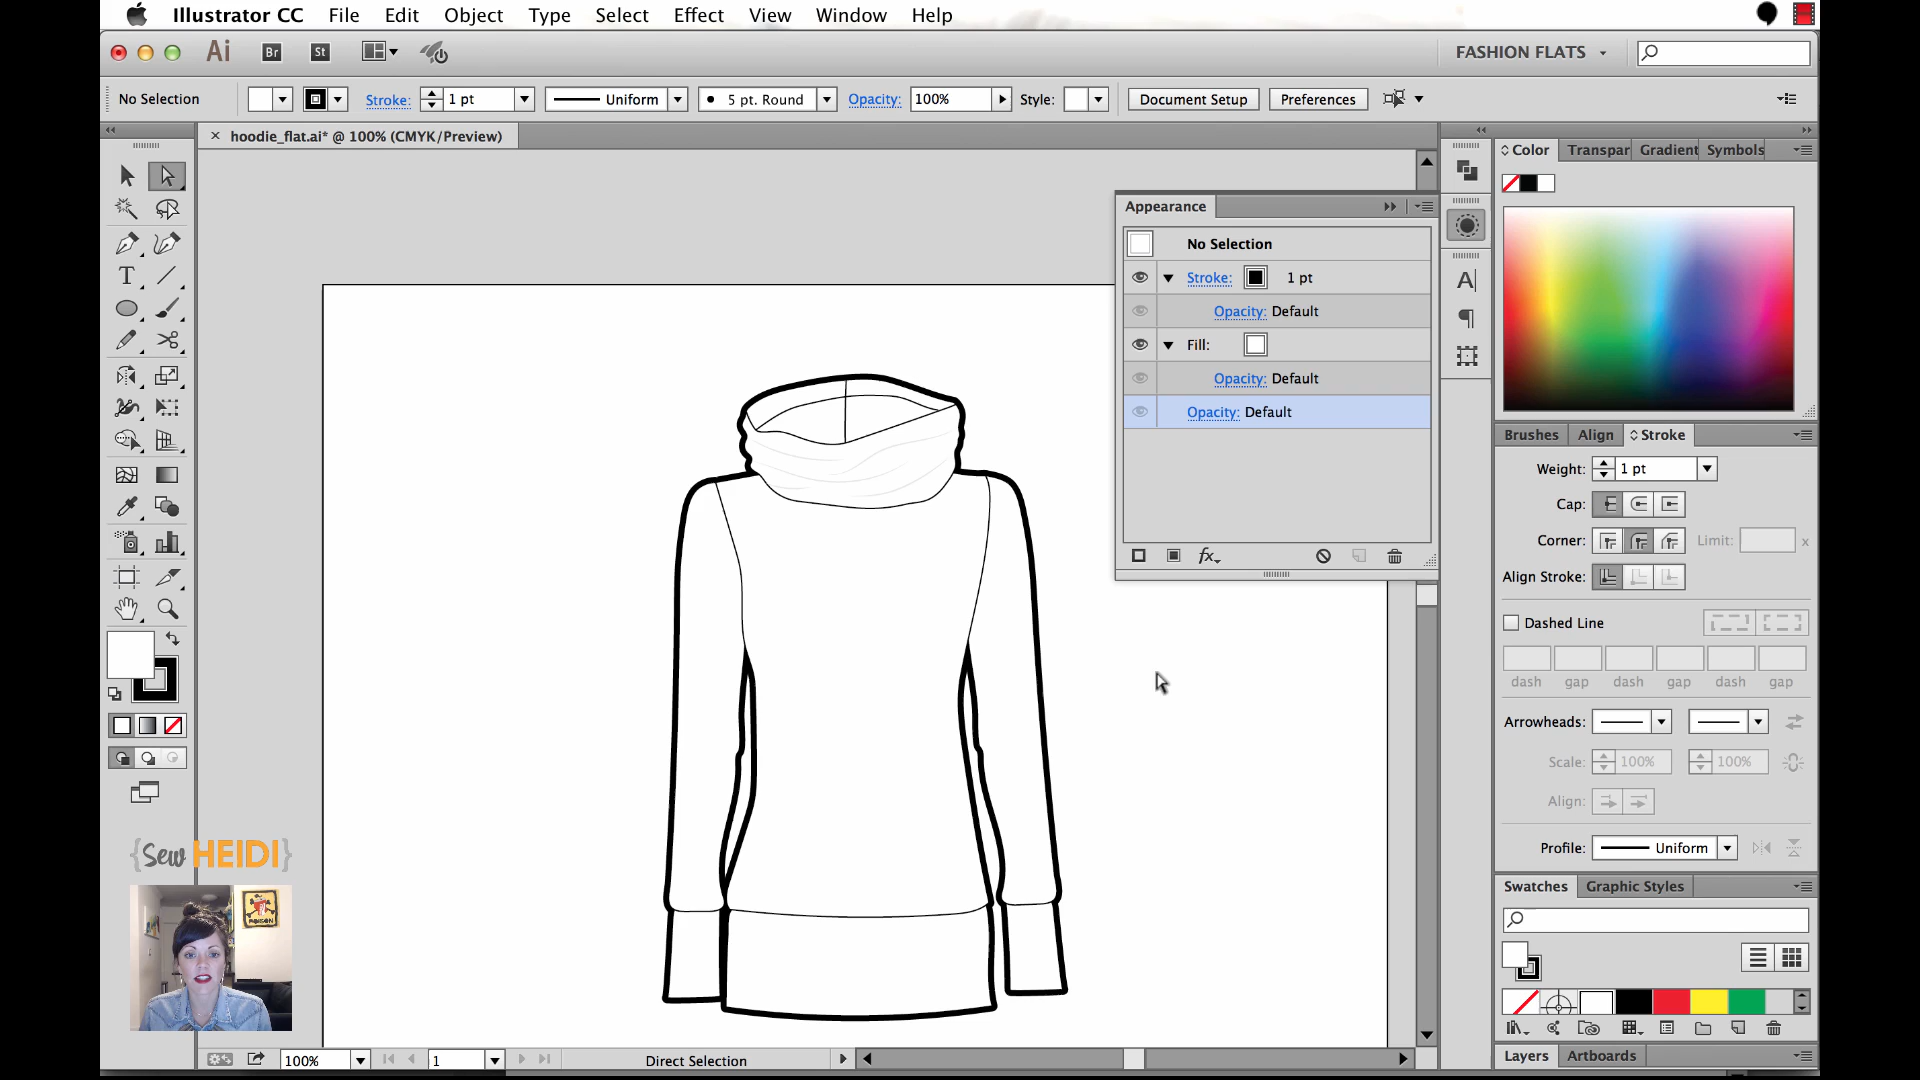 Illustrator CC File Edit Object Type Select Effect View Window Help
Ai Br St FASHION FLATS
No Selection Stroke: 1 pt Uniform 5 pt. Round Opacity: 100% Style: Document Setup Preferences
hoodie_flat.ai* @ 100% (CMYK/Preview)
Color Transpar Gradient Symbols
Appearance
No Selection
Stroke: 1 pt
Opacity: Default
Fill:
Opacity: Default
Opacity: Default
fx
Brushes Align Stroke
Weight: 1 pt
Cap:
Corner: Limit: x
Align Stroke:
Dashed Line
dash gap dash gap dash gap
Arrowheads:
Scale: 100% 100%
Align:
Profile: Uniform
Swatches Graphic Styles
{Sew HEIDI}
POISON
100% 1 Direct Selection
Layers Artboards